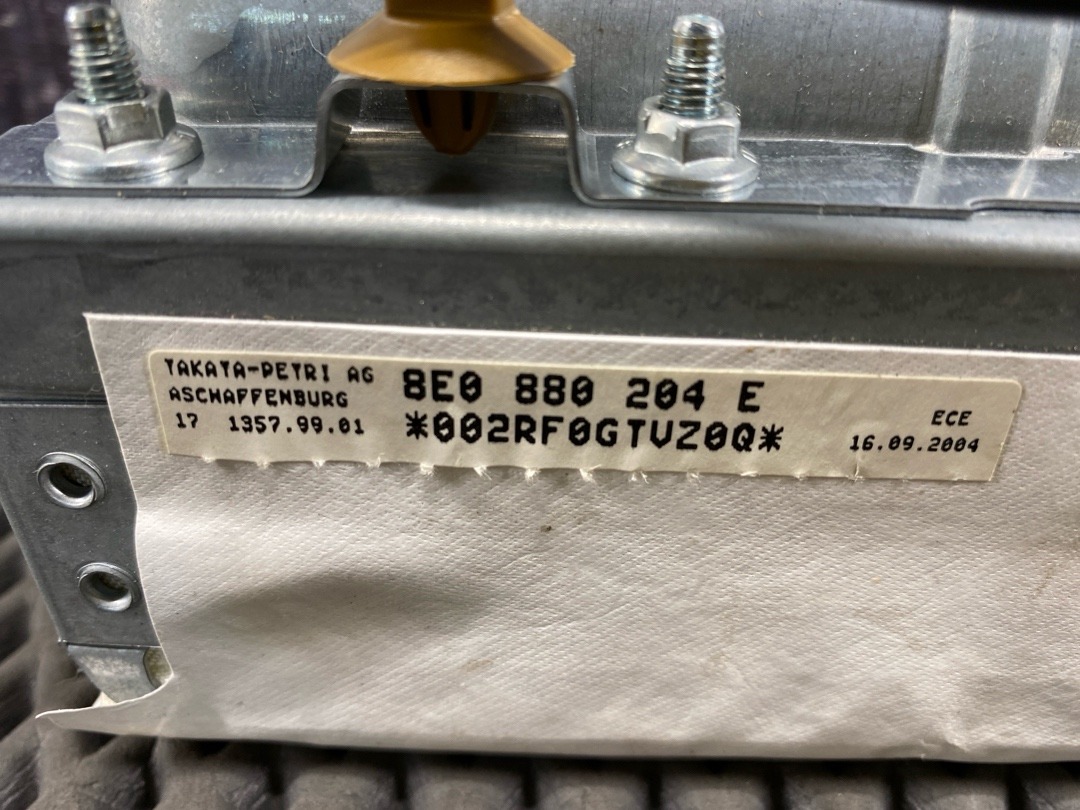 TAKATA-PETRI AG
ASCHAFFENBURG
17 1357.99.01
8E0 880 204 E
*002RF0GTVZ0Q*
ECE
16.09.2004